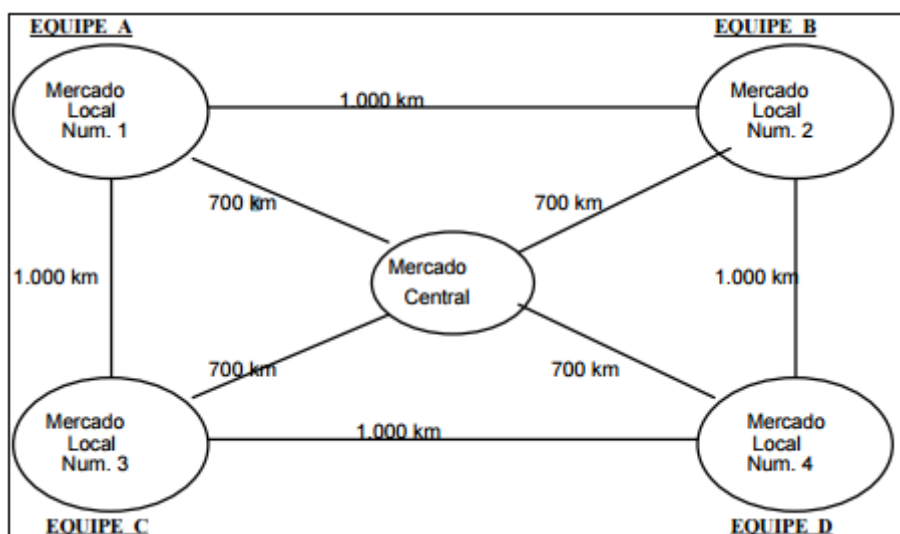 EQUIPE A
EQUIPE B
Mercado
Local
Num. 1
1.000 km
Mercado
Local
Num. 2
700 km
700 km
1.000 km
Mercado
Central
1.000 km
700 km
700 km
Mercado
Local
Num. 3
1.000 km
Mercado
Local
Num. 4
EQUIPE C
EQUIPE D